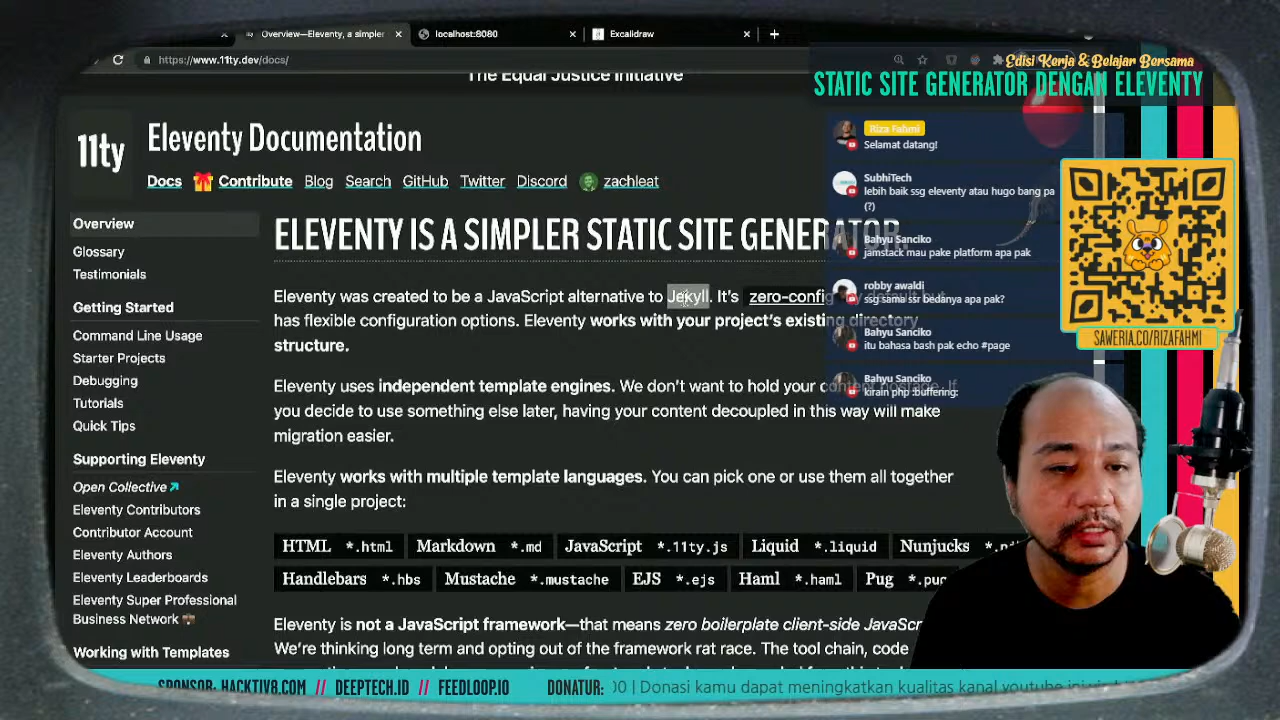 Overview—Eleventy, a simpler
localhost:8080
Excalidraw
https://www.11ty.dev/docs/
Edisi Kerja & Belajar Bersama
STATIC SITE GENERATOR DENGAN ELEVENTY
The Equal Justice Initiative
11ty
Eleventy Documentation
Docs Contribute Blog Search GitHub Twitter Discord zachleat
Overview
Glossary
Testimonials
Getting Started
Command Line Usage
Starter Projects
Debugging
Tutorials
Quick Tips
Supporting Eleventy
Open Collective
Eleventy Contributors
Contributor Account
Eleventy Authors
Eleventy Leaderboards
Eleventy Super Professional
Business Network
Working with Templates
ELEVENTY IS A SIMPLER STATIC SITE GENERATOR.
Eleventy was created to be a JavaScript alternative to Jekyll. It's zero-config by default but
has flexible configuration options. Eleventy works with your project's existing directory
structure.
Eleventy uses independent template engines. We don't want to hold your content hostage. If
you decide to use something else later, having your content decoupled in this way will make
migration easier.
Eleventy works with multiple template languages. You can pick one or use them all together
in a single project:
HTML *.html Markdown *.md JavaScript *.11ty.js Liquid *.liquid Nunjucks
Handlebars *.hbs Mustache *.mustache EJS *.ejs Haml *.haml Pug *.pug
Eleventy is not a JavaScript framework—that means zero boilerplate client-side JavaScr
We're thinking long term and opting out of the framework rat race. The tool chain, code
Riza Fahmi
Selamat datang!
SubhiTech
lebih baik ssg eleventy atau hugo bang pa
(?)
Bahyu Sanciko
jamstack mau pake platform apa pak
robby awaldi
ssg sama ssr bedanya apa pak?
Bahyu Sanciko
itu bahasa bash pak echo #page
Bahyu Sanciko
kirain php :buffering:
SAWERIA.CO/RIZAFAHMI
SPONSOR: HACKTIV8.COM // DEEPTECH.ID // FEEDLOOP.IO DONATUR: 00 | Donasi kamu dapat meningkatkan kualitas kanal youtube ini